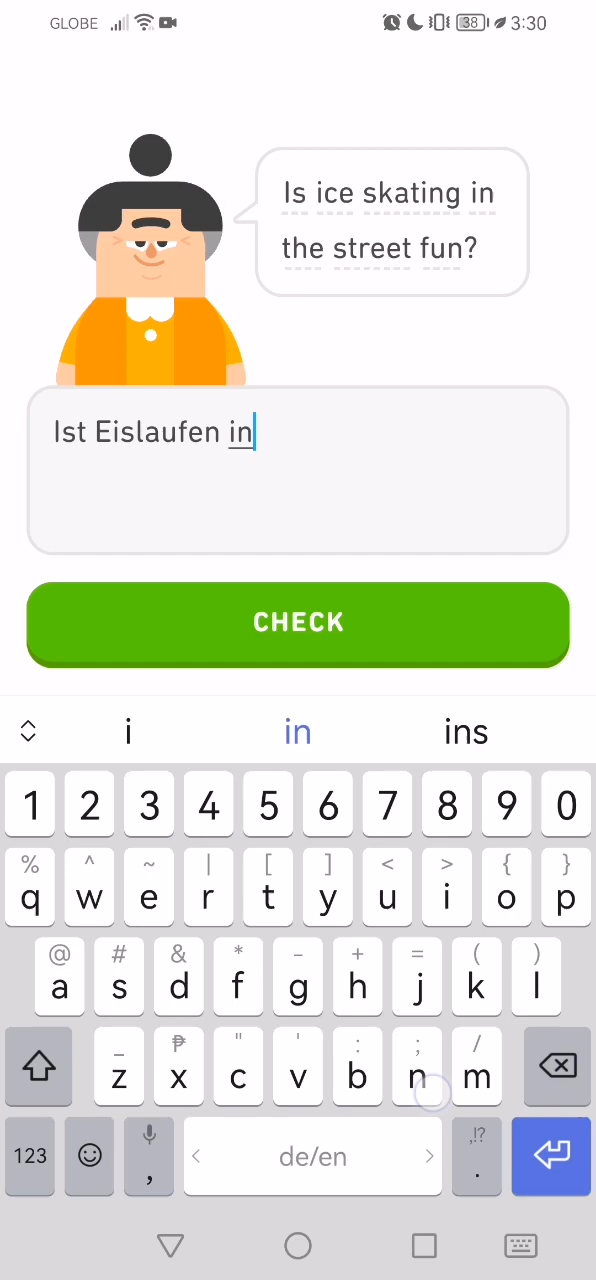 GLOBE 38 3:30
Is ice skating in
the street fun?
Ist Eislaufen in
CHECK
i in ins
1 2 3 4 5 6 7 8 9 0
% ^ ~ | [ ] < > { }
q w e r t y u i o p
@ # & * - + = ( )
a s d f g h j k l
_ ₱ " ' : ; /
z x c v b n m
123 , < de/en > ,!? .